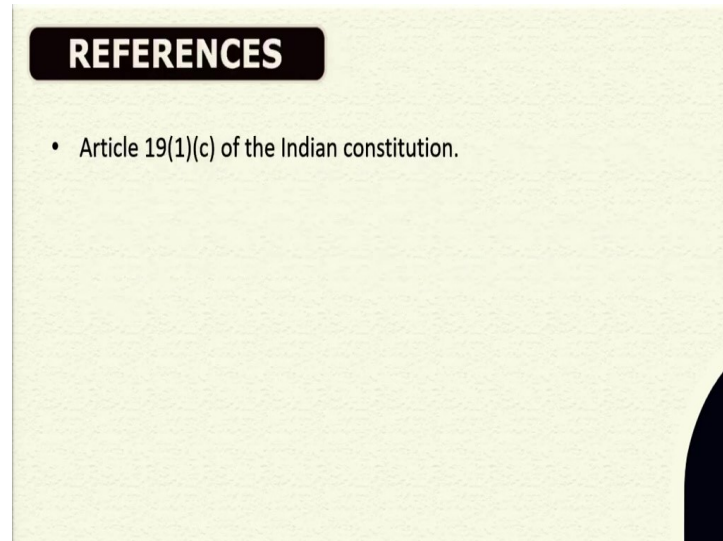 REFERENCES
• Article 19(1)(c) of the Indian constitution.